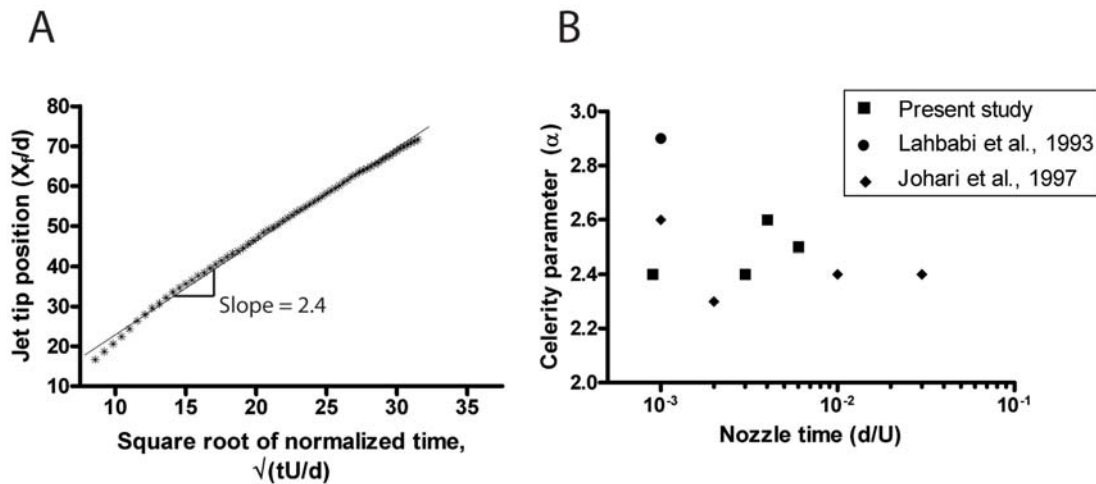 A
Jet tip position (Xf/d)
80
70
60
50
40
30
20
10
Slope = 2.4
10
15
20
25
30
35
Square root of normalized time,
√(tU/d)
B
Present study
Lahbabi et al., 1993
Johari et al., 1997
Celerity parameter (α)
3.0
2.8
2.6
2.4
2.2
2.0
10⁻³
10⁻²
10⁻¹
Nozzle time (d/U)